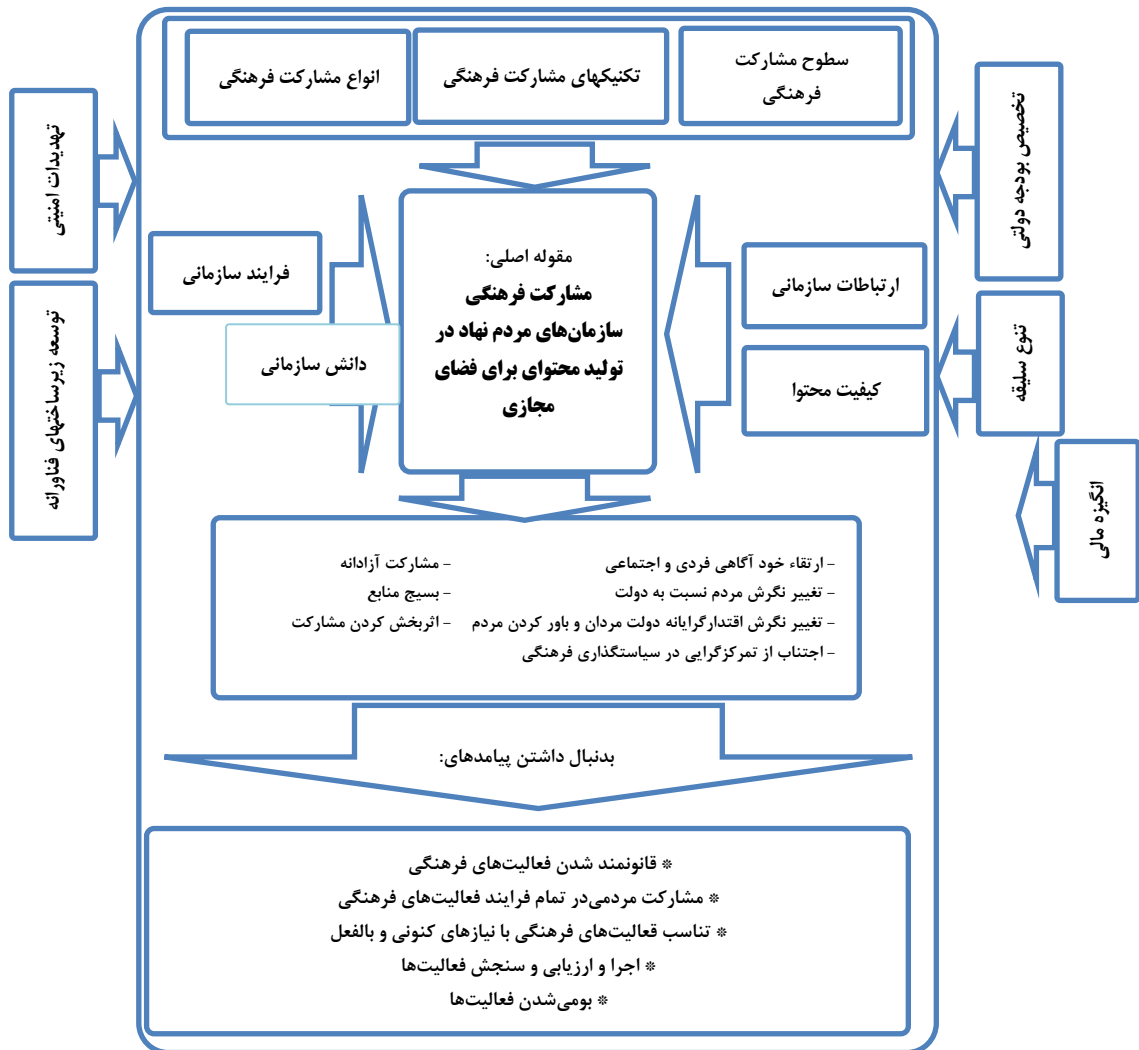 سطوح مشارکت
فرهنگی
تکنیکهای مشارکت فرهنگی
انواع مشارکت فرهنگی
تخصیص بودجه دولتی
تنوع سلیقه
انگیزه مالی
تهدیدات امنیتی
توسعه زیرساختهای فناورانه
ارتباطات سازمانی
کیفیت محتوا
مقوله اصلی:
مشارکت فرهنگی
سازمان‌های مردم نهاد در
تولید محتوای برای فضای
مجازی
فرایند سازمانی
دانش سازمانی
- ارتقاء خود آگاهی فردی و اجتماعی
- تغییر نگرش مردم نسبت به دولت
- تغییر نگرش اقتدارگرایانه دولت مردان و باور کردن مردم
- اجتناب از تمرکزگرایی در سیاستگذاری فرهنگی
- مشارکت آزادانه
- بسیج منابع
- اثربخش کردن مشارکت
بدنبال داشتن پیامدهای:
* قانونمند شدن فعالیت‌های فرهنگی
* مشارکت مردمی‌در تمام فرایند فعالیت‌های فرهنگی
* تناسب قعالیت‌های فرهنگی با نیازهای کنونی و بالفعل
* اجرا و ارزیابی و سنجش فعالیت‌ها
* بومی‌شدن فعالیت‌ها